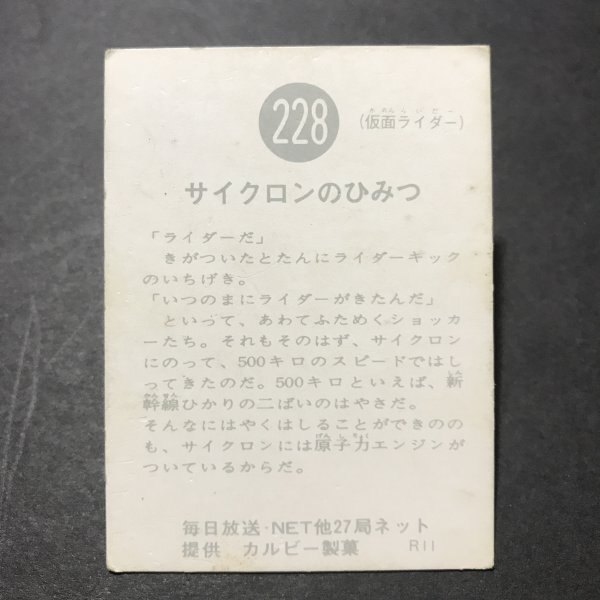 228
(仮面ライダー)
サイクロンのひみつ
「ライダーだ」
きがついたとたんにライダーキック
のいちげき。
「いつのまにライダーがきたんだ」
といって、あわてふためくショッカ
ーたち。それもそのはず、サイクロン
にのって、500キロのスピードではし
ってきたのだ。500キロといえば、新
幹線ひかりの二ばいのはやさだ。
そんなにはやくはしることができるの
も、サイクロンには原子力エンジンが
ついているからだ。
毎日放送・NET他27局ネット
提供 カルビー製菓 R11